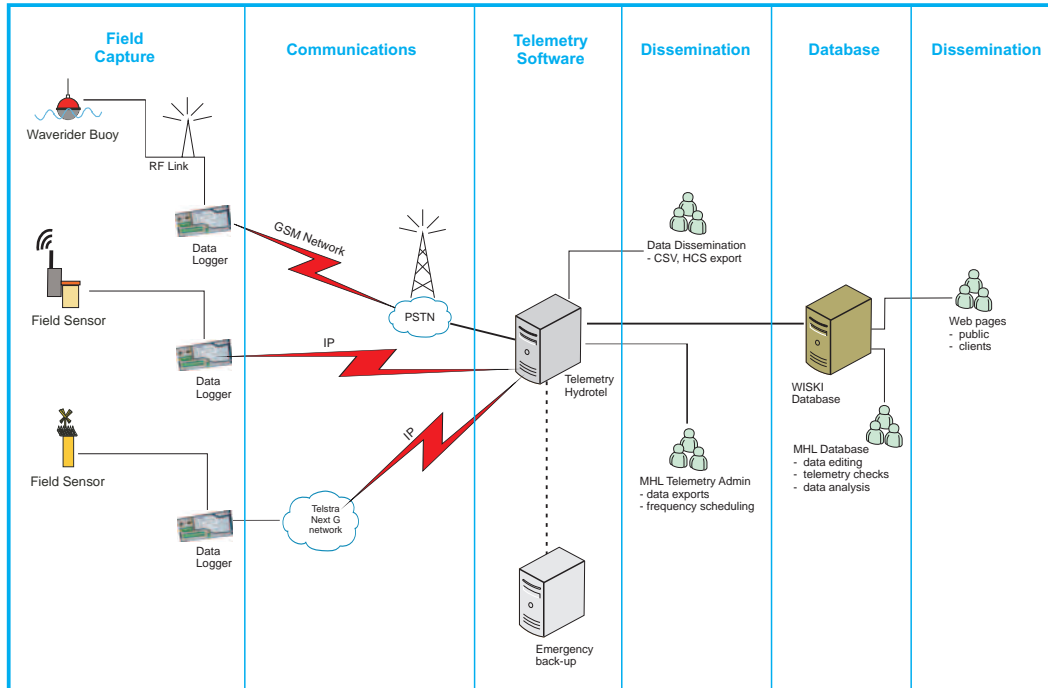 Field
Capture
Communications
Telemetry
Software
Dissemination
Database
Dissemination
Waverider Buoy
RF Link
Data
Logger
GSM Network
PSTN
Field Sensor
Data
Logger
IP
Field Sensor
Data
Logger
Telstra
Next G
network
IP
Telemetry
Hydrotel
Emergency
back-up
Data Dissemination
- CSV, HCS export
MHL Telemetry Admin
- data exports
- frequency scheduling
WISKI
Database
MHL Database
- data editing
- telemetry checks
- data analysis
Web pages
- public
- clients